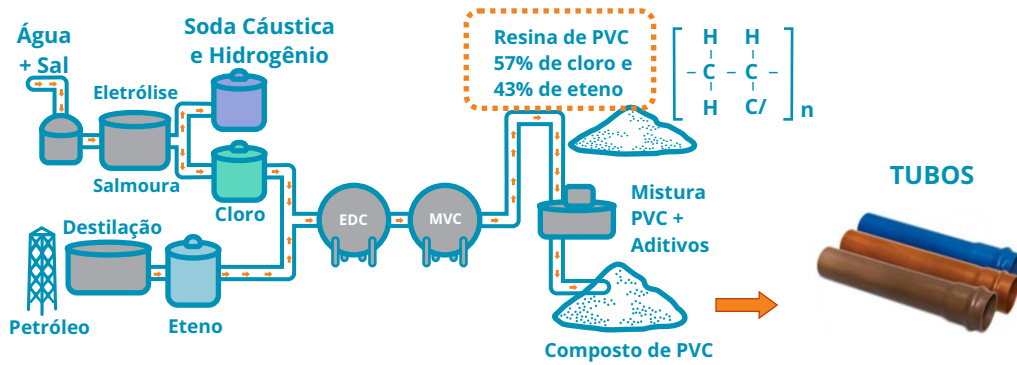 Água
+ Sal
Soda Cáustica
e Hidrogênio
Eletrólise
Salmoura
Cloro
Destilação
Petróleo
Eteno
EDC
MVC
Resina de PVC
57% de cloro e
43% de eteno
H H
– C – C –
H C/
n
Mistura
PVC +
Aditivos
Composto de PVC
TUBOS